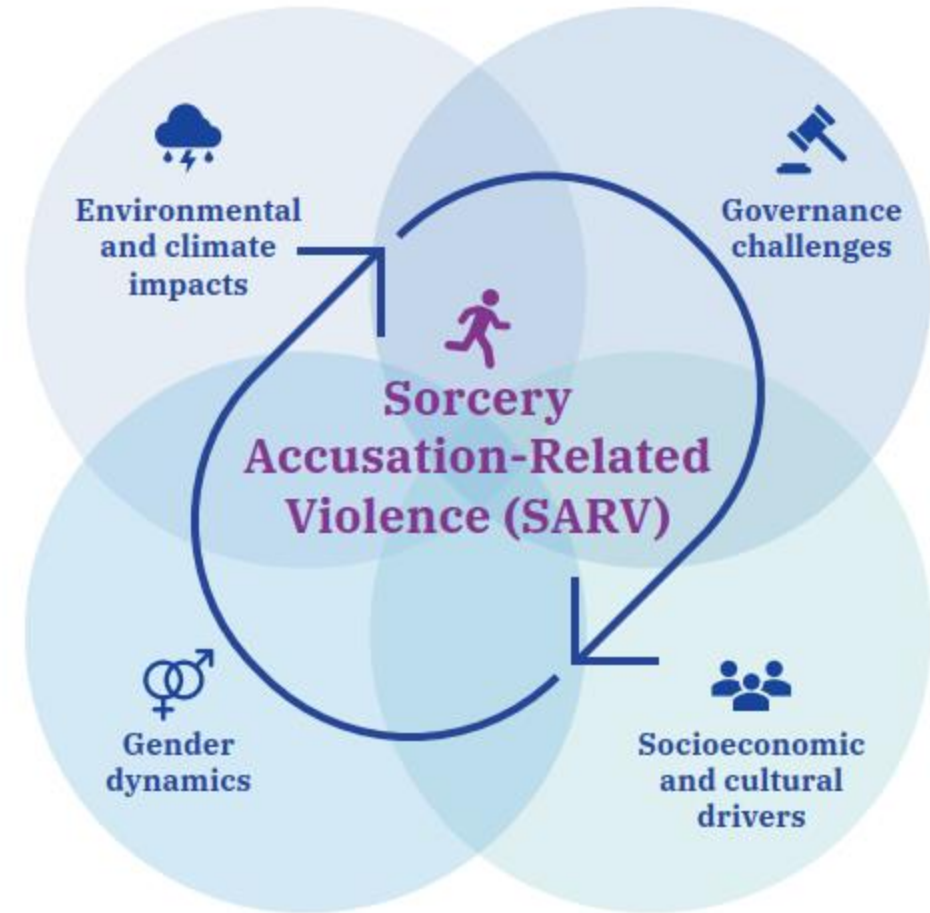 Environmental
and climate
impacts
Governance
challenges
Sorcery
Accusation-Related
Violence (SARV)
Gender
dynamics
Socioeconomic
and cultural
drivers